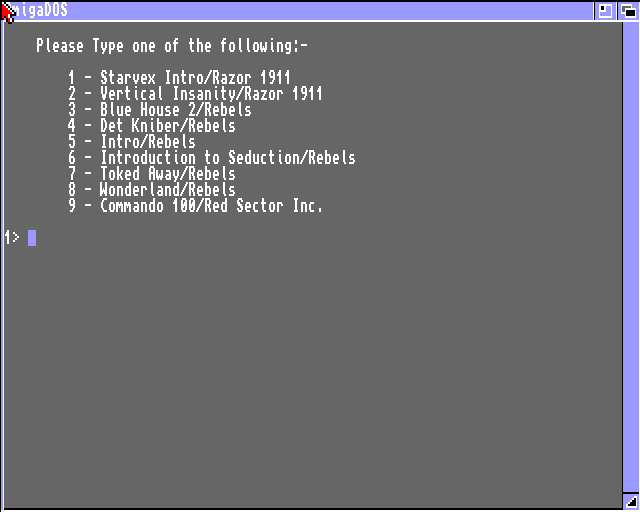 AmigaDOS
Please Type one of the following:-
1 - Starvex Intro/Razor 1911
2 - Vertical Insanity/Razor 1911
3 - Blue House 2/Rebels
4 - Det Kniber/Rebels
5 - Intro/Rebels
6 - Introduction to Seduction/Rebels
7 - Toked Away/Rebels
8 - Wonderland/Rebels
9 - Commando 100/Red Sector Inc.
1>